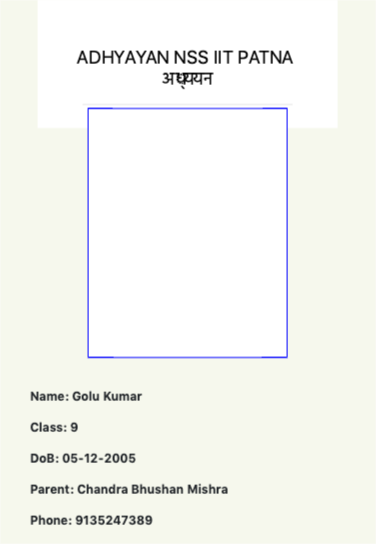 ADHYAYAN NSS IIT PATNA
अध्ययन
Name: Golu Kumar
Class: 9
DoB: 05-12-2005
Parent: Chandra Bhushan Mishra
Phone: 9135247389